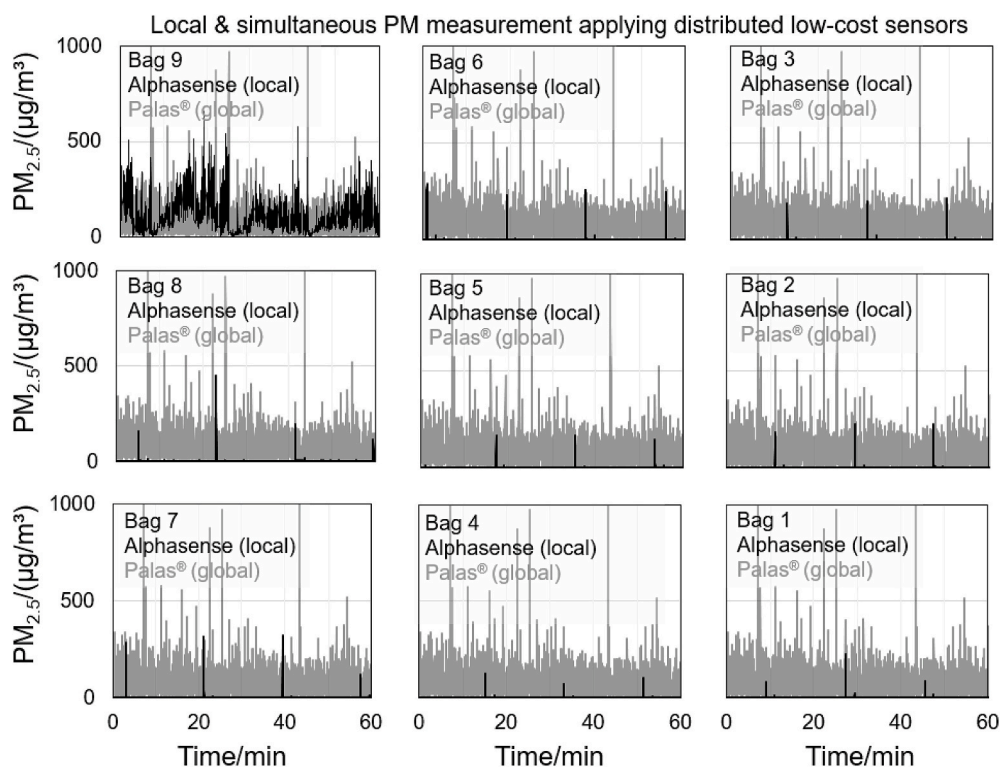 Local & simultaneous PM measurement applying distributed low-cost sensors
PM2.5/(µg/m³)
1000
500
0
Bag 9
Alphasense (local)
Palas® (global)
Bag 6
Alphasense (local)
Palas® (global)
Bag 3
Alphasense (local)
Palas® (global)
PM2.5/(µg/m³)
1000
500
0
Bag 8
Alphasense (local)
Palas® (global)
Bag 5
Alphasense (local)
Palas® (global)
Bag 2
Alphasense (local)
Palas® (global)
PM2.5/(µg/m³)
1000
500
0
Bag 7
Alphasense (local)
Palas® (global)
Bag 4
Alphasense (local)
Palas® (global)
Bag 1
Alphasense (local)
Palas® (global)
0 20 40 60
0 20 40 60
0 20 40 60
Time/min
Time/min
Time/min